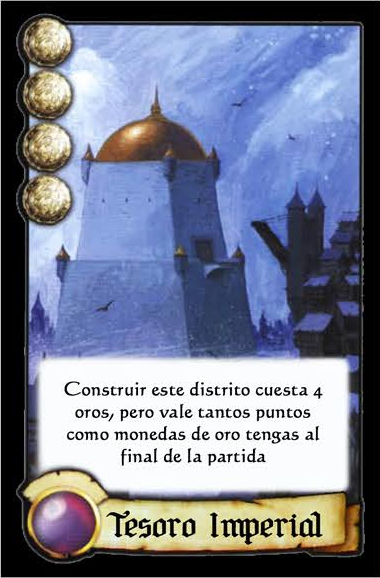 Construir este distrito cuesta 4
oros, pero vale tantos puntos
como monedas de oro tengas al
final de la partida
Tesoro Imperial